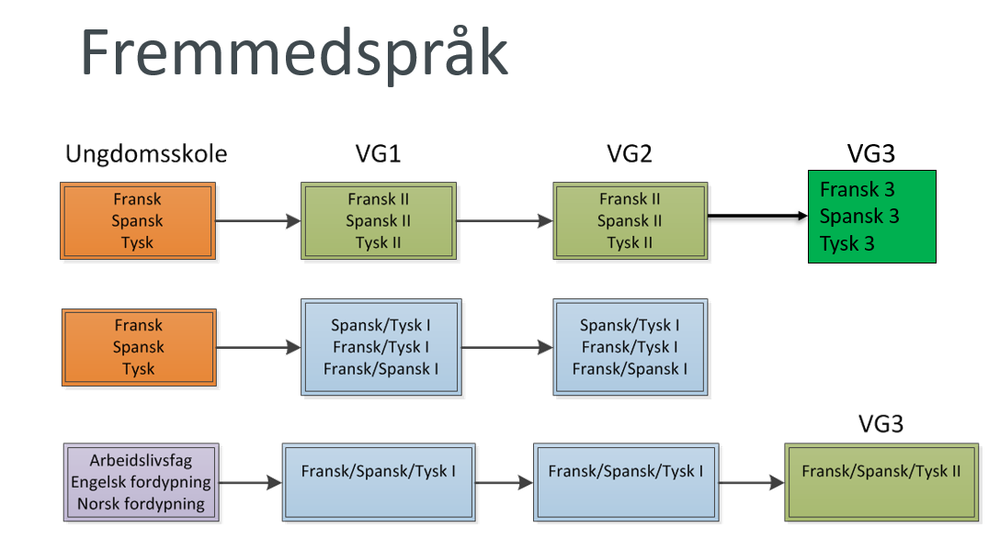 Fremmedspråk
Ungdomsskole
VG1
VG2
VG3
Fransk
Spansk
Tysk
Fransk II
Spansk II
Tysk II
Fransk II
Spansk II
Tysk II
Fransk 3
Spansk 3
Tysk 3
Fransk
Spansk
Tysk
Spansk/Tysk I
Fransk/Tysk I
Fransk/Spansk I
Spansk/Tysk I
Fransk/Tysk I
Fransk/Spansk I
VG3
Arbeidslivsfag
Engelsk fordypning
Norsk fordypning
Fransk/Spansk/Tysk I
Fransk/Spansk/Tysk I
Fransk/Spansk/Tysk II